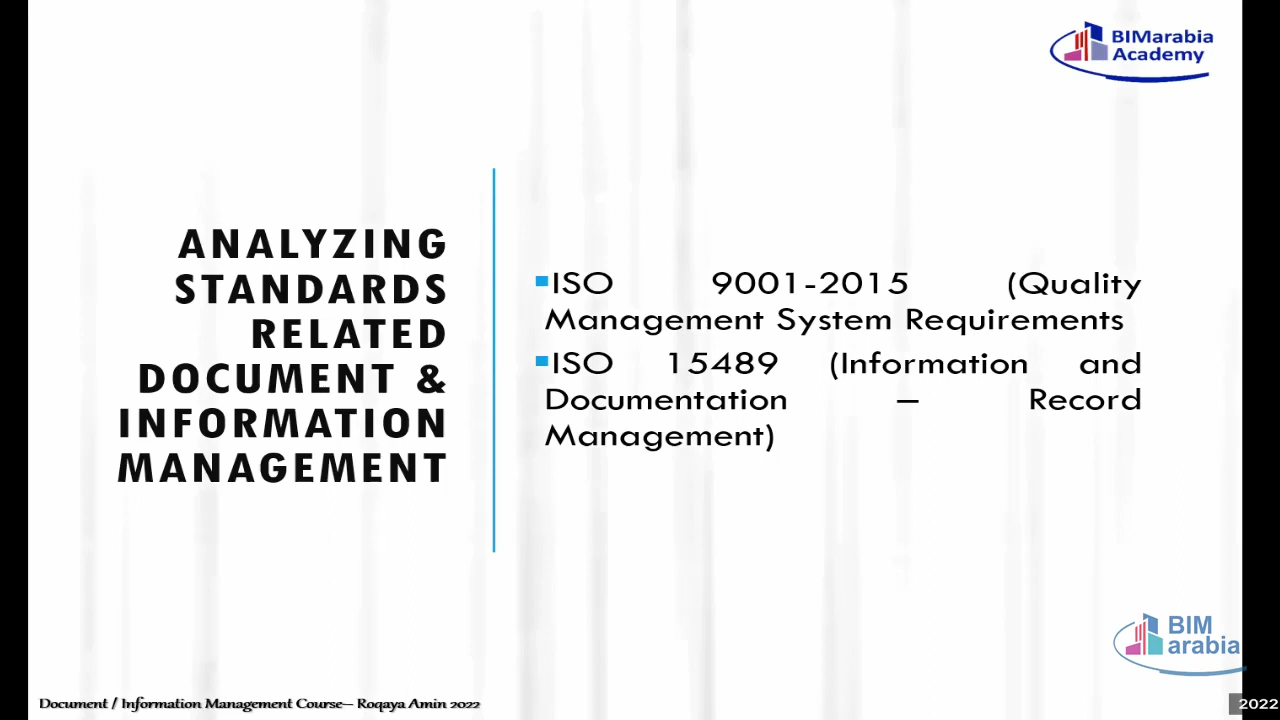 BIMarabia
Academy
ANALYZING
STANDARDS
RELATED
DOCUMENT &
INFORMATION
MANAGEMENT
▪ISO 9001-2015 (Quality
Management System Requirements
▪ISO 15489 (Information and
Documentation – Record
Management)
BIM
arabia
Document / Information Management Course– Roqaya Amin 2022
2022